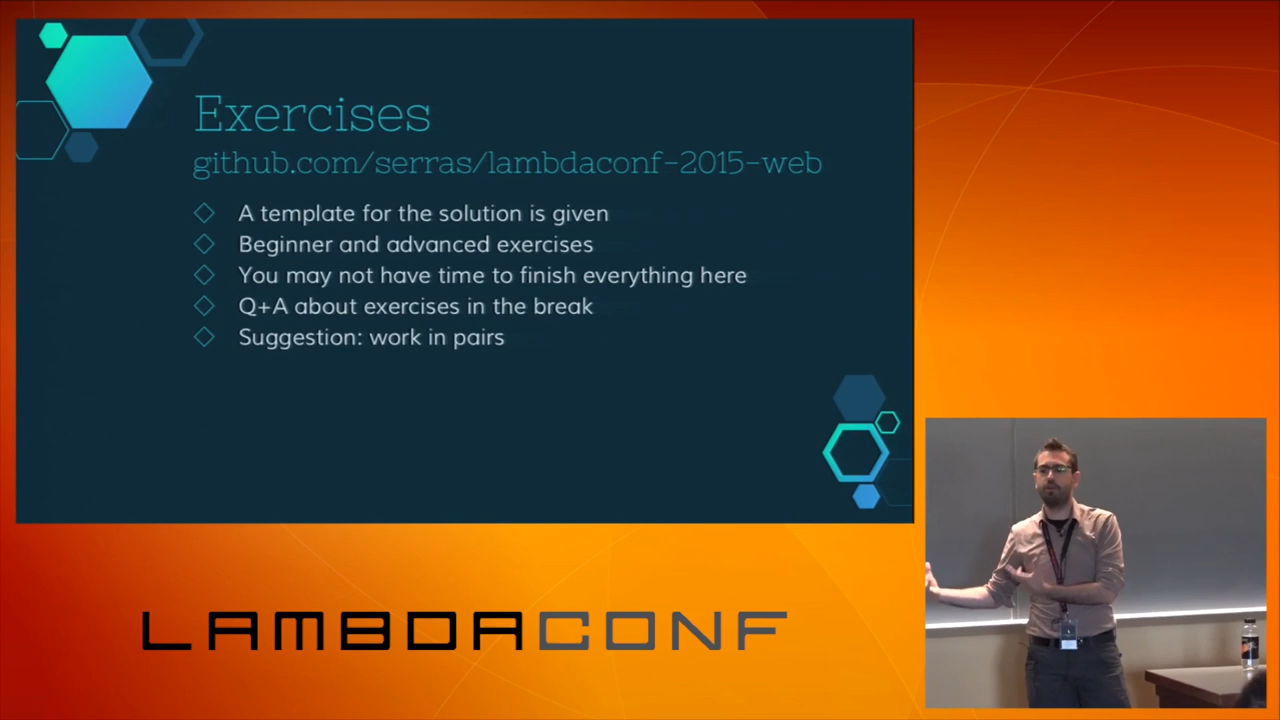 Exercises
github.com/serras/lambdaconf-2015-web
A template for the solution is given
Beginner and advanced exercises
You may not have time to finish everything here
Q+A about exercises in the break
Suggestion: work in pairs
LAMBDACONF